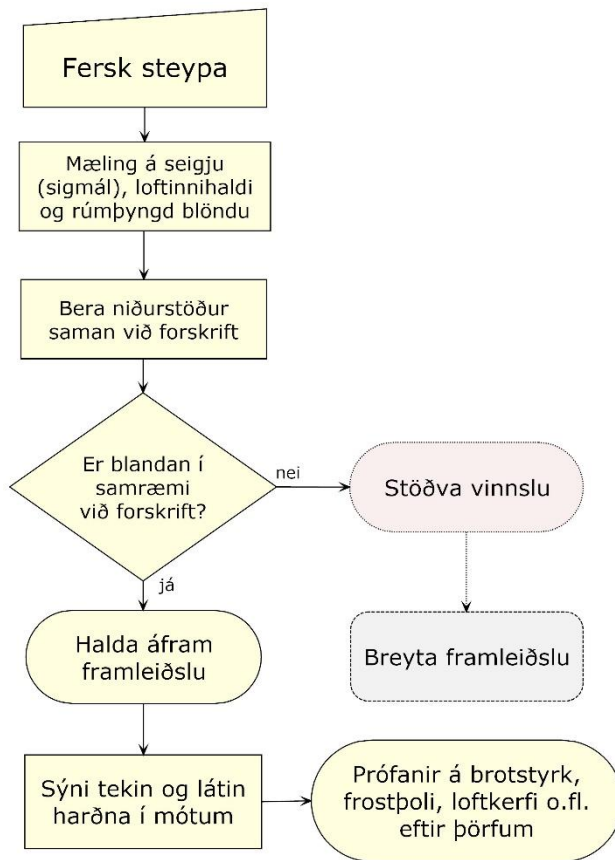 Fersk steypa
Mæling á seigju
(sigmál), loftinnihaldi
og rúmþyngd blöndu
Bera niðurstöður
saman við forskrift
Er blandan í
samræmi
við forskrift?
nei
Stöðva vinnslu
Breyta framleiðslu
já
Halda áfram
framleiðslu
Sýni tekin og látin
harðna í mótum
Prófanir á brotstyrk,
frostþoli, loftkerfi o.fl.
eftir þörfum